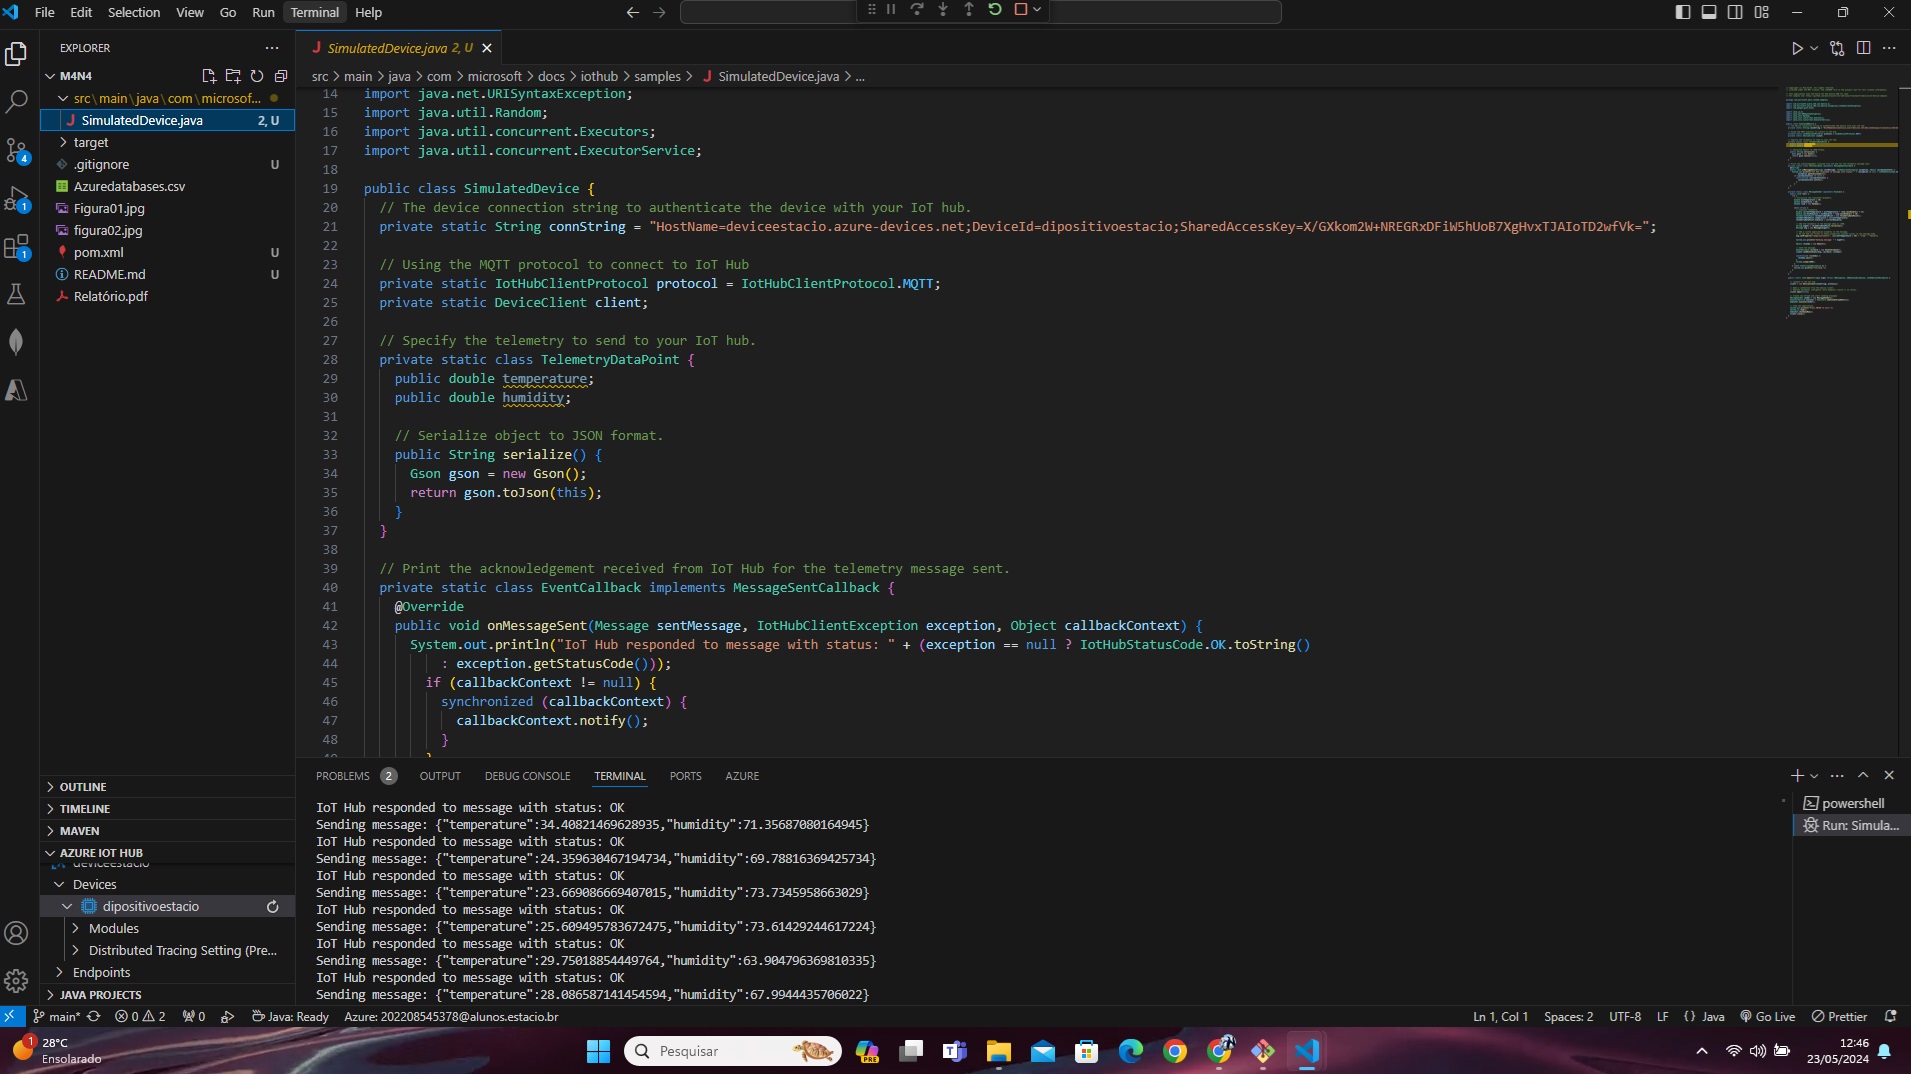 File Edit Selection View Go Run Terminal Help
EXPLORER
M4N4
src\main\java\com\microsof...
SimulatedDevice.java 2, U
target
.gitignore U
Azuredatabases.csv
Figura01.jpg
figura02.jpg
pom.xml U
README.md U
Relatório.pdf
OUTLINE
TIMELINE
MAVEN
AZURE IOT HUB
deviceestacio
Devices
dipositivoestacio
Modules
Distributed Tracing Setting (Pre...
Endpoints
JAVA PROJECTS
SimulatedDevice.java 2, U
src > main > java > com > microsoft > docs > iothub > samples > SimulatedDevice.java > ...
14 import java.net.URISyntaxException;
15 import java.util.Random;
16 import java.util.concurrent.Executors;
17 import java.util.concurrent.ExecutorService;
18
19 public class SimulatedDevice {
20 // The device connection string to authenticate the device with your IoT hub.
21 private static String connString = "HostName=deviceestacio.azure-devices.net;DeviceId=dipositivoestacio;SharedAccessKey=X/GXkom2W+NREGRxDFiW5hUoB7XgHvxTJAIoTD2wfVk=";
22
23 // Using the MQTT protocol to connect to IoT Hub
24 private static IotHubClientProtocol protocol = IotHubClientProtocol.MQTT;
25 private static DeviceClient client;
26
27 // Specify the telemetry to send to your IoT hub.
28 private static class TelemetryDataPoint {
29 public double temperature;
30 public double humidity;
31
32 // Serialize object to JSON format.
33 public String serialize() {
34 Gson gson = new Gson();
35 return gson.toJson(this);
36 }
37 }
38
39 // Print the acknowledgement received from IoT Hub for the telemetry message sent.
40 private static class EventCallback implements MessageSentCallback {
41 @Override
42 public void onMessageSent(Message sentMessage, IotHubClientException exception, Object callbackContext) {
43 System.out.println("IoT Hub responded to message with status: " + (exception == null ? IotHubStatusCode.OK.toString()
44 : exception.getStatusCode()));
45 if (callbackContext != null) {
46 synchronized (callbackContext) {
47 callbackContext.notify();
48 }
PROBLEMS 2 OUTPUT DEBUG CONSOLE TERMINAL PORTS AZURE
IoT Hub responded to message with status: OK
Sending message: {"temperature":34.40821469628935,"humidity":71.35687080164945}
IoT Hub responded to message with status: OK
Sending message: {"temperature":24.359630467194734,"humidity":69.78816369425734}
IoT Hub responded to message with status: OK
Sending message: {"temperature":23.669086669407015,"humidity":73.7345958663029}
IoT Hub responded to message with status: OK
Sending message: {"temperature":25.609495783672475,"humidity":73.61429244617224}
IoT Hub responded to message with status: OK
Sending message: {"temperature":29.75018854449764,"humidity":63.904796369810335}
IoT Hub responded to message with status: OK
Sending message: {"temperature":28.086587141454594,"humidity":67.9944435706022}
powershell
Run: Simula...
main* 0 2 0 Java: Ready Azure: 202208545378@alunos.estacio.br
Ln 1, Col 1 Spaces: 2 UTF-8 LF {} Java Go Live Prettier
1 28°C
Ensolarado
Pesquisar
PRE
12:46
23/05/2024